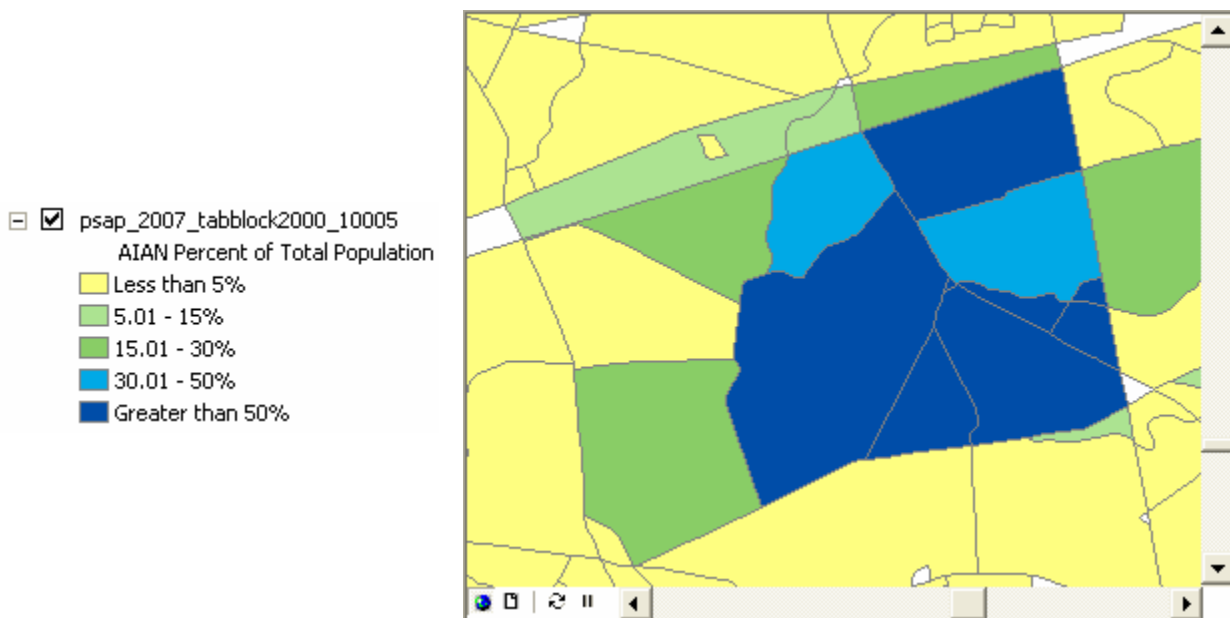 psap_2007_tabblock2000_10005
AIAN Percent of Total Population
Less than 5%
5.01 - 15%
15.01 - 30%
30.01 - 50%
Greater than 50%